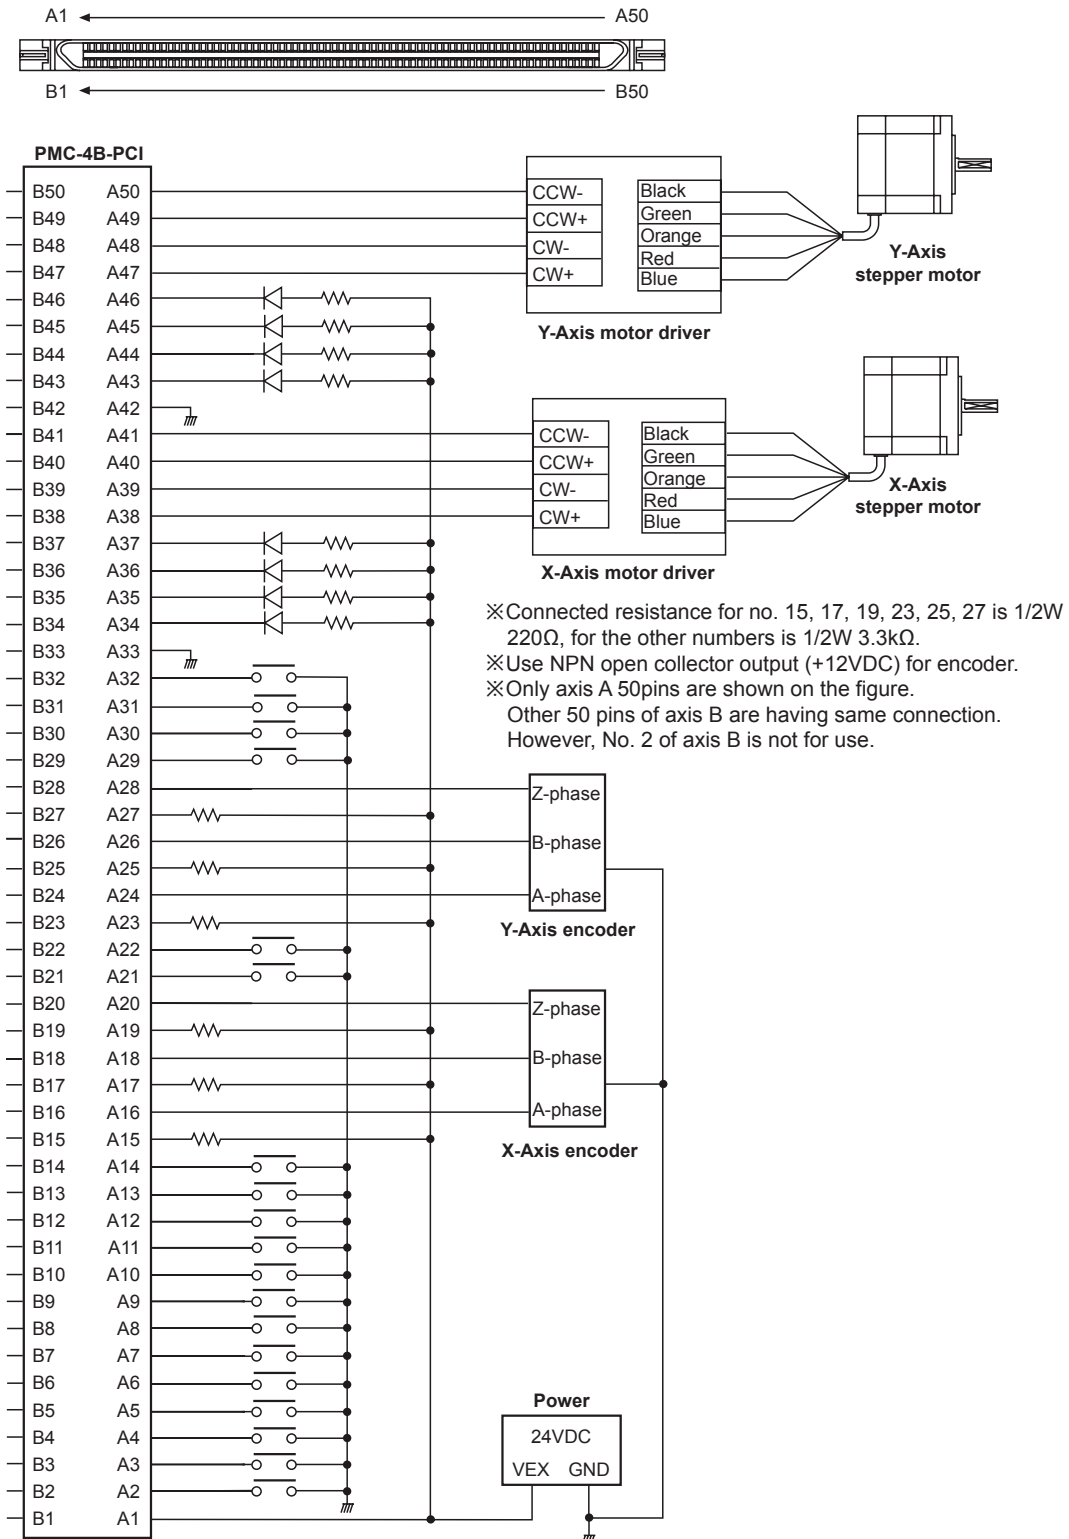 A1 A50
B1 B50
PMC-4B-PCI
B50 A50
B49 A49
B48 A48
B47 A47
B46 A46
B45 A45
B44 A44
B43 A43
B42 A42
B41 A41
B40 A40
B39 A39
B38 A38
B37 A37
B36 A36
B35 A35
B34 A34
B33 A33
B32 A32
B31 A31
B30 A30
B29 A29
B28 A28
B27 A27
B26 A26
B25 A25
B24 A24
B23 A23
B22 A22
B21 A21
B20 A20
B19 A19
B18 A18
B17 A17
B16 A16
B15 A15
B14 A14
B13 A13
B12 A12
B11 A11
B10 A10
B9 A9
B8 A8
B7 A7
B6 A6
B5 A5
B4 A4
B3 A3
B2 A2
B1 A1
CCW-
CCW+
CW-
CW+
Black
Green
Orange
Red
Blue
Y-Axis motor driver
Y-Axis
stepper motor
CCW-
CCW+
CW-
CW+
Black
Green
Orange
Red
Blue
X-Axis motor driver
X-Axis
stepper motor
※Connected resistance for no. 15, 17, 19, 23, 25, 27 is 1/2W
220Ω, for the other numbers is 1/2W 3.3kΩ.
※Use NPN open collector output (+12VDC) for encoder.
※Only axis A 50pins are shown on the figure.
Other 50 pins of axis B are having same connection.
However, No. 2 of axis B is not for use.
Z-phase
B-phase
A-phase
Y-Axis encoder
Z-phase
B-phase
A-phase
X-Axis encoder
Power
24VDC
VEX GND